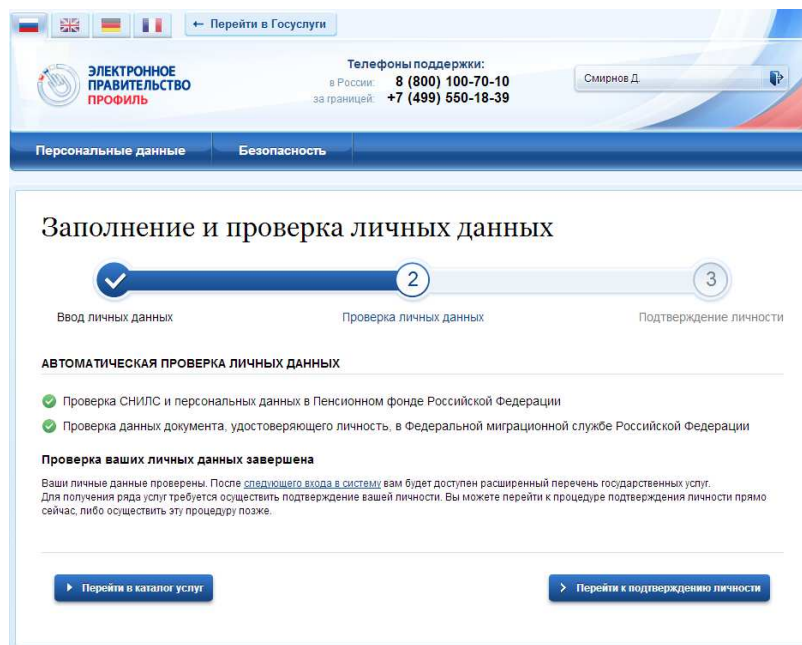 ← Перейти в Госуслуги
ЭЛЕКТРОННОЕ
ПРАВИТЕЛЬСТВО
ПРОФИЛЬ
Телефоны поддержки:
в России: 8 (800) 100-70-10
за границей: +7 (499) 550-18-39
Смирнов Д.
Персональные данные Безопасность
Заполнение и проверка личных данных
2 3
Ввод личных данных Проверка личных данных Подтверждение личности
АВТОМАТИЧЕСКАЯ ПРОВЕРКА ЛИЧНЫХ ДАННЫХ
Проверка СНИЛС и персональных данных в Пенсионном фонде Российской Федерации
Проверка данных документа, удостоверяющего личность, в Федеральной миграционной службе Российской Федерации
Проверка ваших личных данных завершена
Ваши личные данные проверены. После следующего входа в систему вам будет доступен расширенный перечень государственных услуг.
Для получения ряда услуг требуется осуществить подтверждение вашей личности. Вы можете перейти к процедуре подтверждения личности прямо
сейчас, либо осуществить эту процедуру позже.
Перейти в каталог услуг Перейти к подтверждению личности